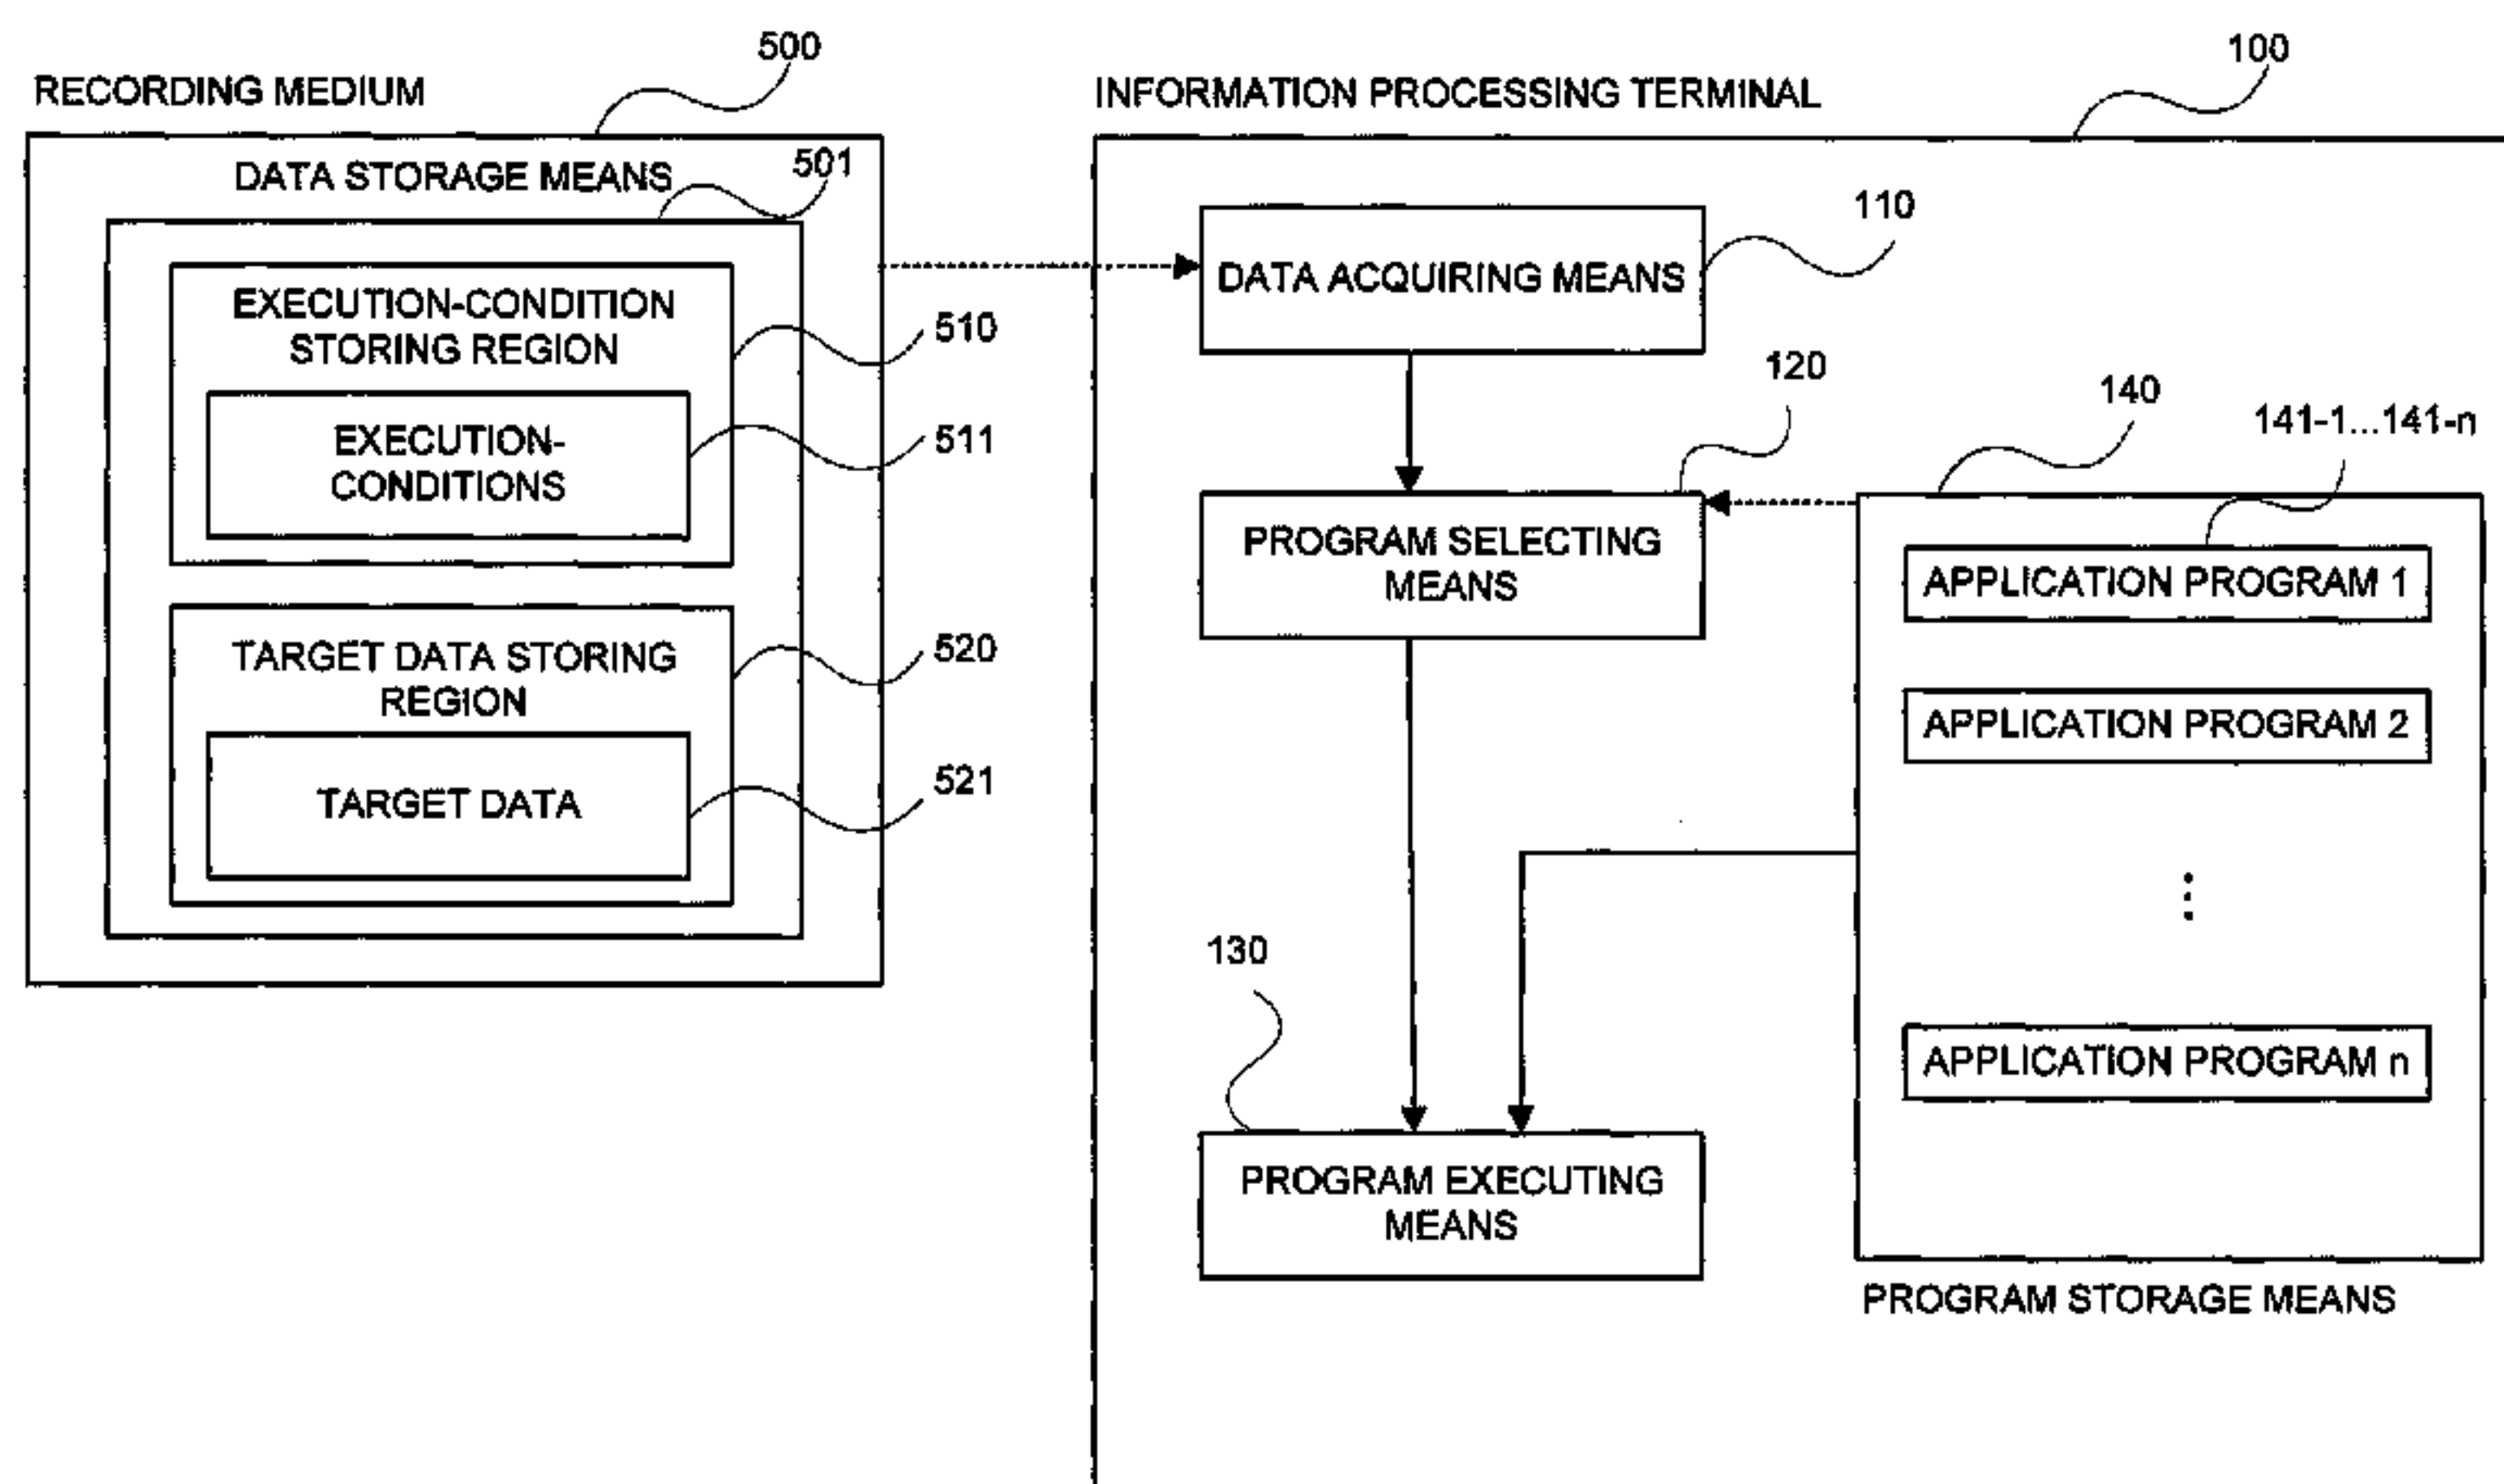 500
RECORDING MEDIUM
DATA STORAGE MEANS
501
EXECUTION-CONDITION
STORING REGION
510
EXECUTION-
CONDITIONS
511
TARGET DATA STORING
REGION
520
TARGET DATA
521
100
INFORMATION PROCESSING TERMINAL
110
DATA ACQUIRING MEANS
120
PROGRAM SELECTING
MEANS
140
141-1...141-n
APPLICATION PROGRAM 1
APPLICATION PROGRAM 2
⋮
APPLICATION PROGRAM n
130
PROGRAM EXECUTING
MEANS
PROGRAM STORAGE MEANS